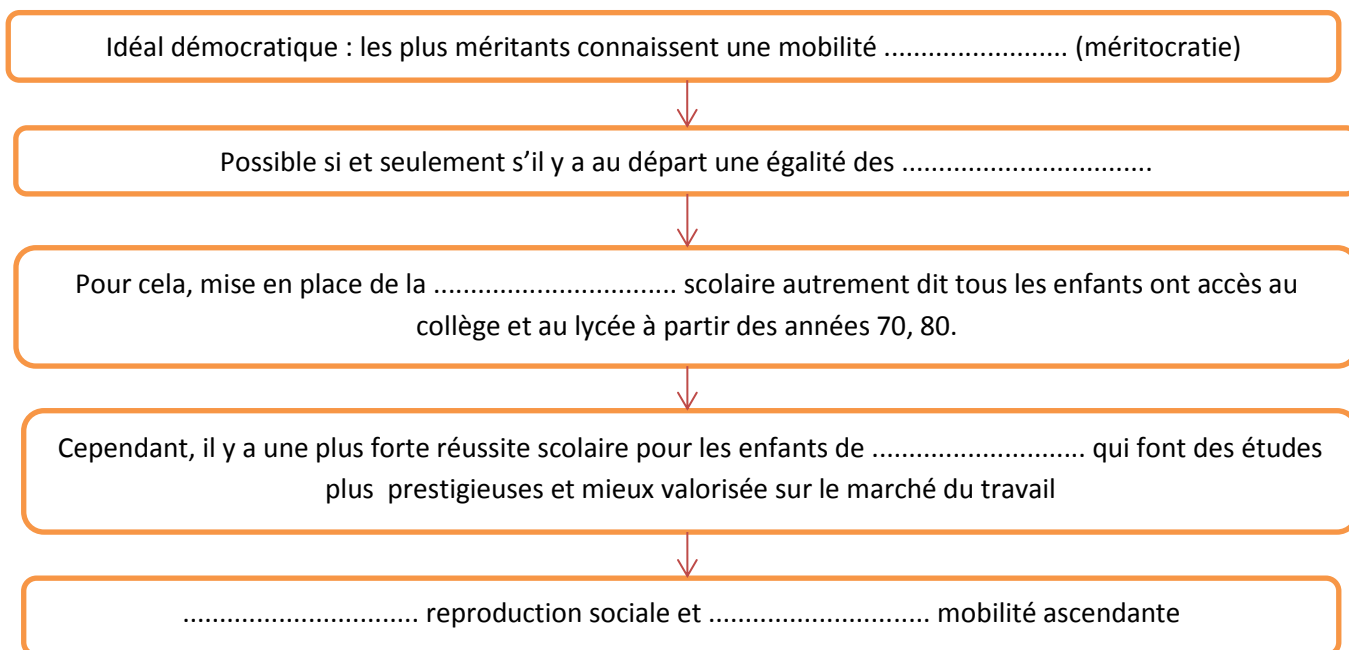 Idéal démocratique : les plus méritants connaissent une mobilité ......................... (méritocratie)
Possible si et seulement s’il y a au départ une égalité des ..................................
Pour cela, mise en place de la ................................. scolaire autrement dit tous les enfants ont accès au
collège et au lycée à partir des années 70, 80.
Cependant, il y a une plus forte réussite scolaire pour les enfants de ............................. qui font des études
plus prestigieuses et mieux valorisée sur le marché du travail
................................ reproduction sociale et .............................. mobilité ascendante